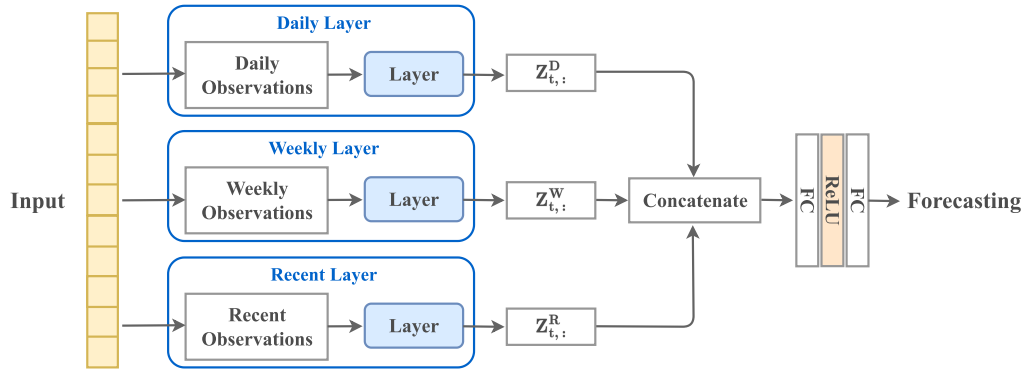 Input
Daily Layer
Daily
Observations
Layer
Z^D_{t, :}
Weekly Layer
Weekly
Observations
Layer
Z^W_{t, :}
Recent Layer
Recent
Observations
Layer
Z^R_{t, :}
Concatenate
FC
ReLU
FC
Forecasting